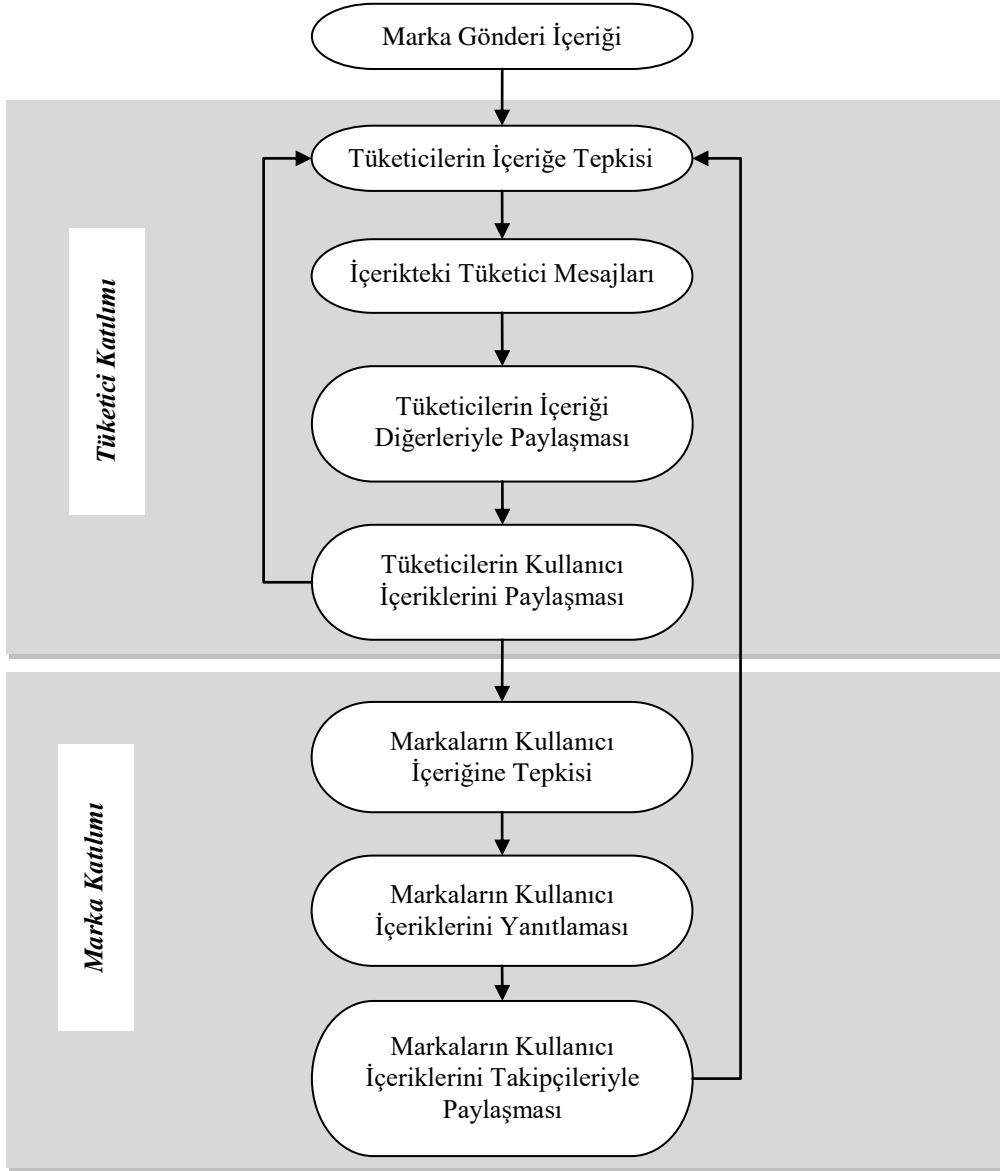 Marka Gönderi İçeriği
Tüketicilerin İçeriğe Tepkisi
İçerikteki Tüketici Mesajları
Tüketici Katılımı
Tüketicilerin İçeriği
Diğerleriyle Paylaşması
Tüketicilerin Kullanıcı
İçeriklerini Paylaşması
Markaların Kullanıcı
İçeriğine Tepkisi
Marka Katılımı
Markaların Kullanıcı
İçeriklerini Yanıtlaması
Markaların Kullanıcı
İçeriklerini Takipçileriyle
Paylaşması